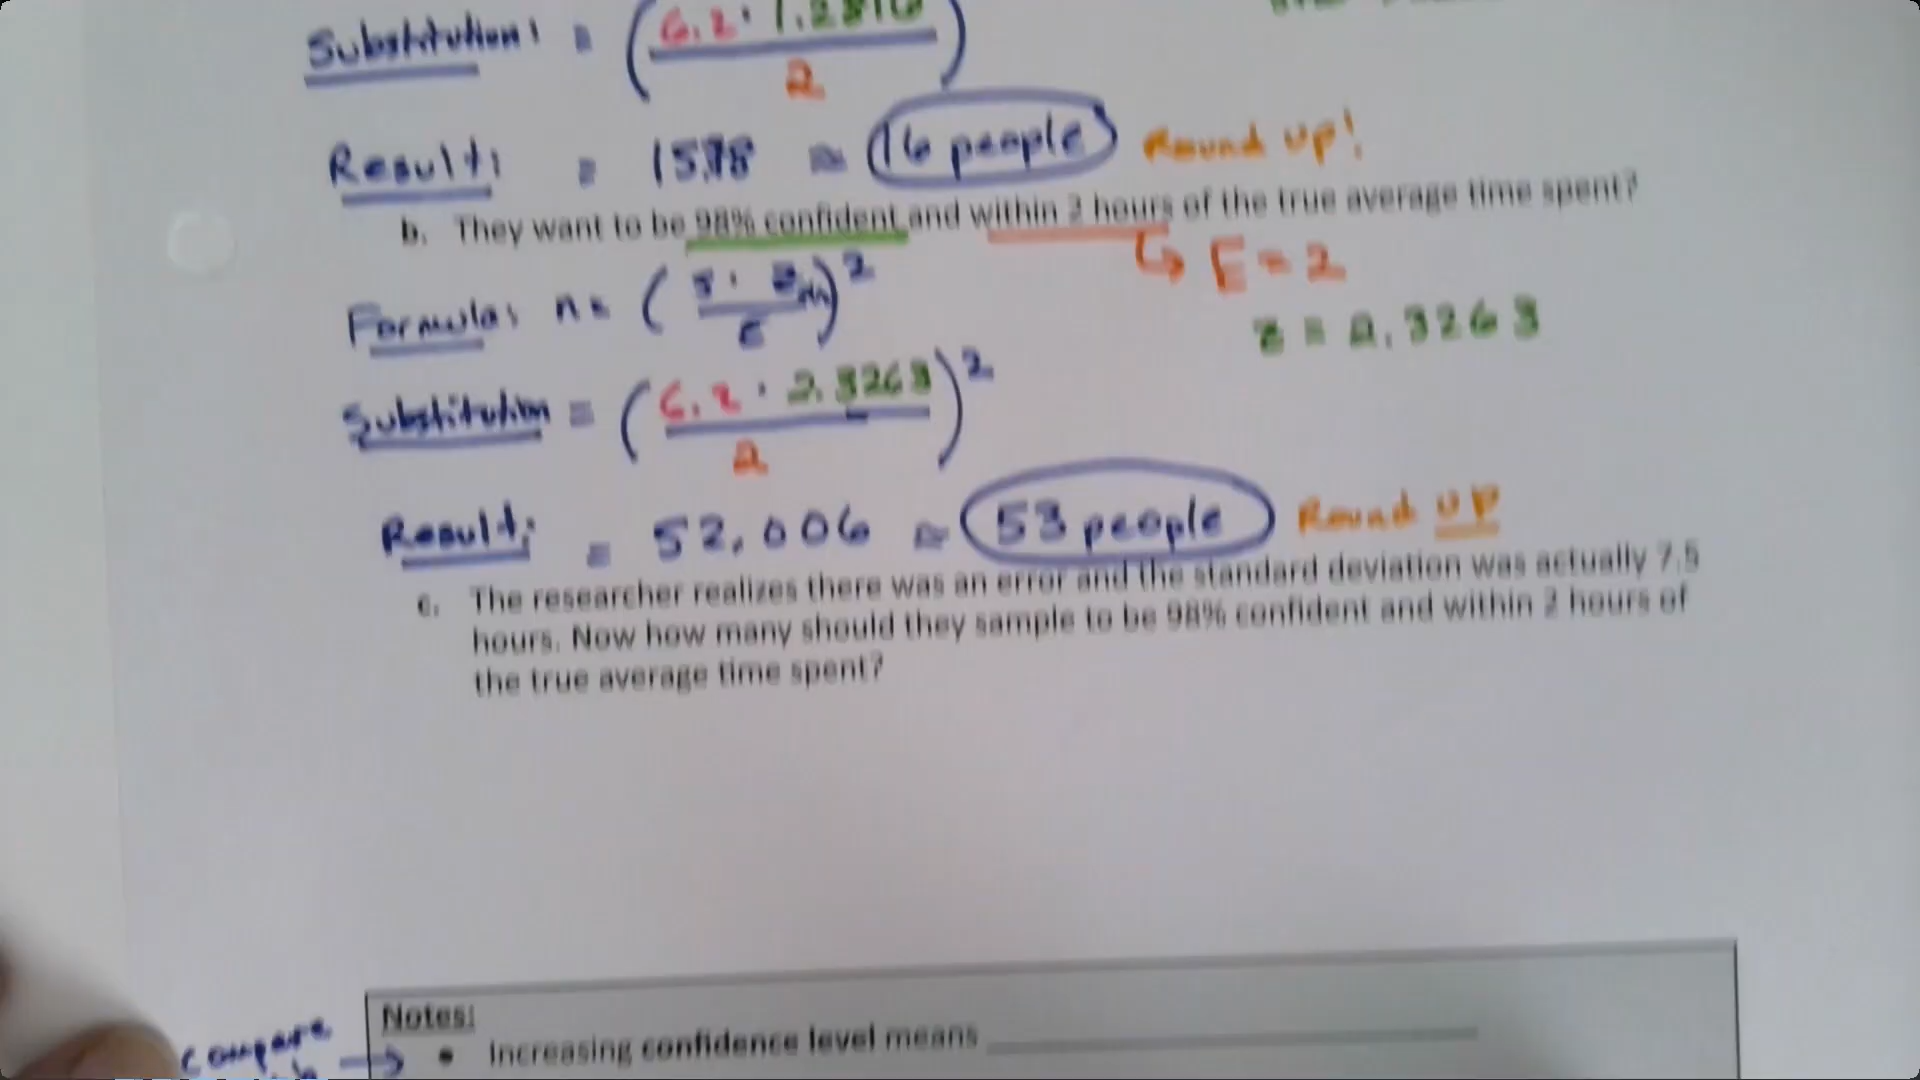 Substitution: = (6.2 · 1.2816)
2
Result: = 15.78 ≈ 16 people Round up!
b. They want to be 98% confident and within 2 hours of the true average time spent?
↳ E = 2
Formula: n = (s · zα/2)²
E
z = 2.3263
Substitution = (6.2 · 2.3263)²
2
Result: = 52.006 ≈ 53 people Round up
c. The researcher realizes there was an error and the standard deviation was actually 7.5
hours. Now how many should they sample to be 98% confident and within 2 hours of
the true average time spent?
Notes:
compare
→ • Increasing confidence level means